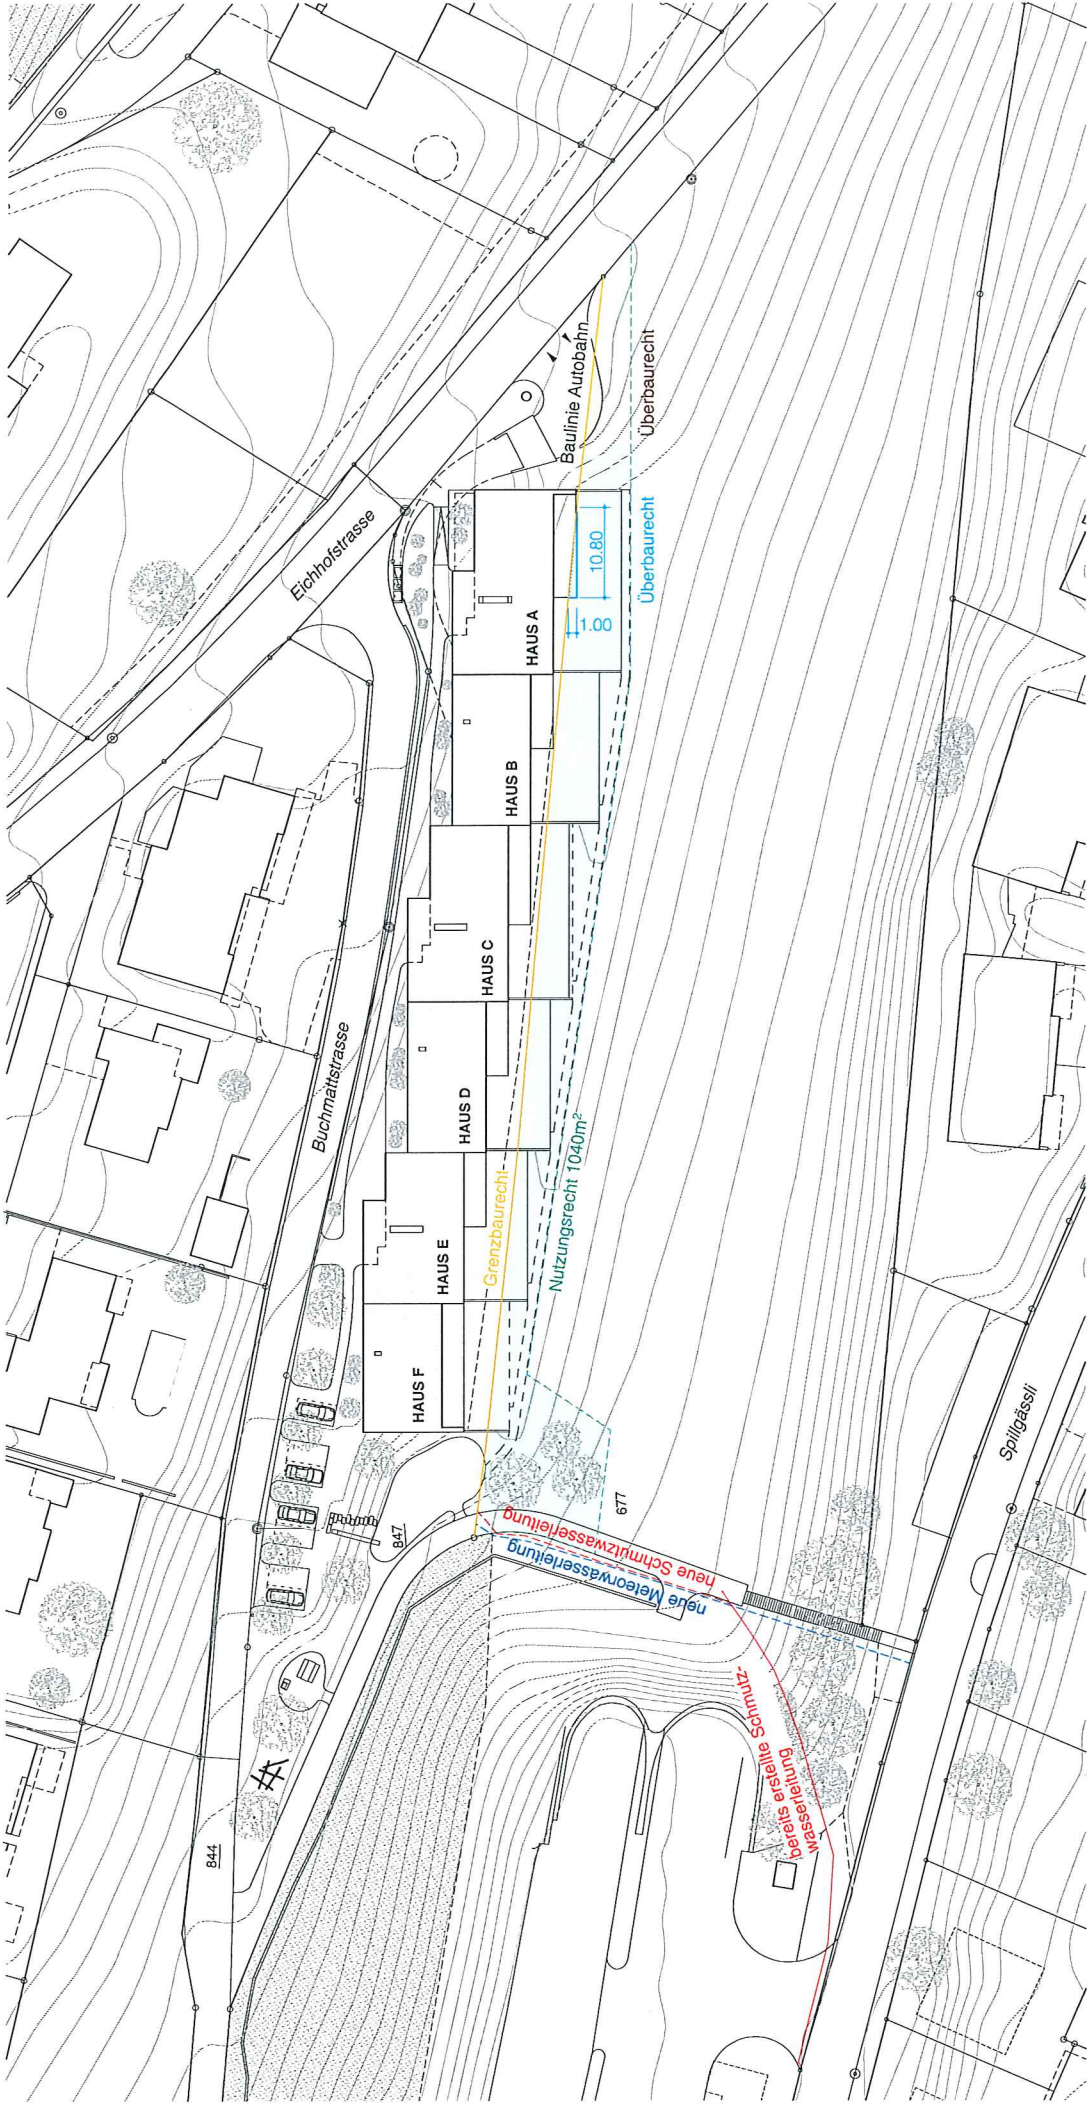 Eichhofstrasse
Baulinie Autobahn
Überbaurecht
Überbaurecht
10.80
1.00
HAUS A
HAUS B
HAUS C
HAUS D
HAUS E
HAUS F
Buchmattstrasse
Grenzbaurecht
Nutzungsrecht 1040m²
847
677
844
neue Schmutzwasserleitung
neue Meteorwasserleitung
bereits erstellte Schmutz-
wasserleitung
Spillgässli